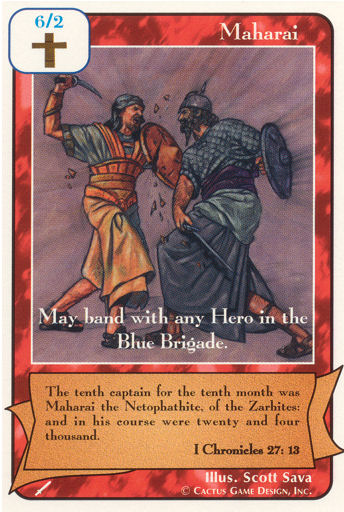 6/2
Maharai
May band with any Hero in the
Blue Brigade.
The tenth captain for the tenth month was
Maharai the Netophathite, of the Zarhites:
and in his course were twenty and four
thousand.
I Chronicles 27: 13
Illus. Scott Sava
© Cactus Game Design, Inc.